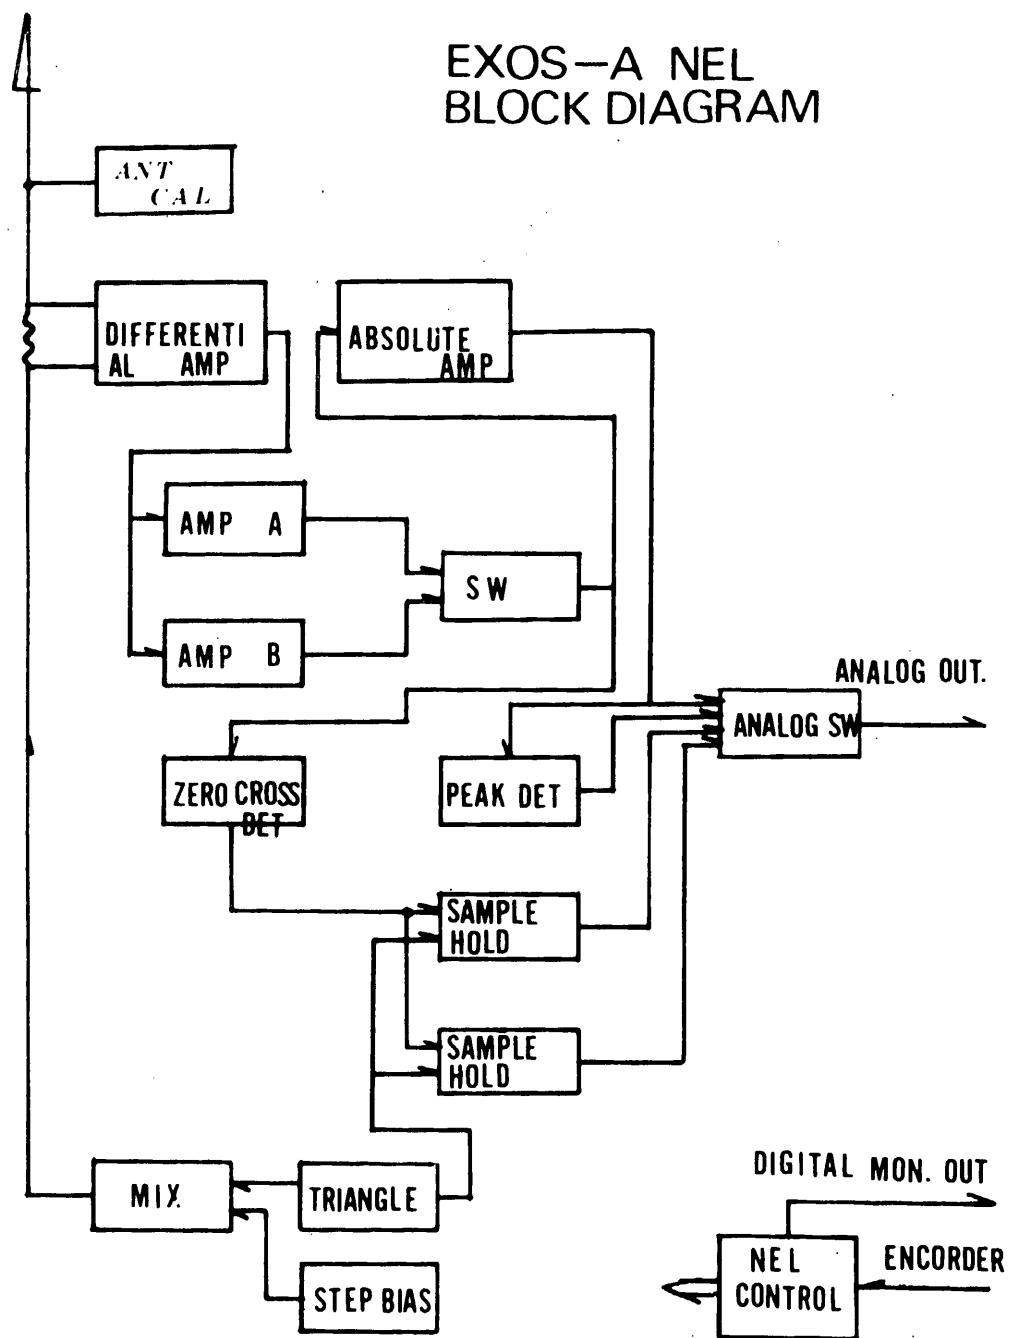 EXOS-A NEL
BLOCK DIAGRAM
ANT
CAL
DIFFERENTI
AL AMP
ABSOLUTE
AMP
AMP A
SW
AMP B
ANALOG OUT.
ANALOG SW
ZERO CROSS
DET
PEAK DET
SAMPLE
HOLD
SAMPLE
HOLD
MIX.
TRIANGLE
STEP BIAS
DIGITAL MON. OUT
NEL
CONTROL
ENCORDER